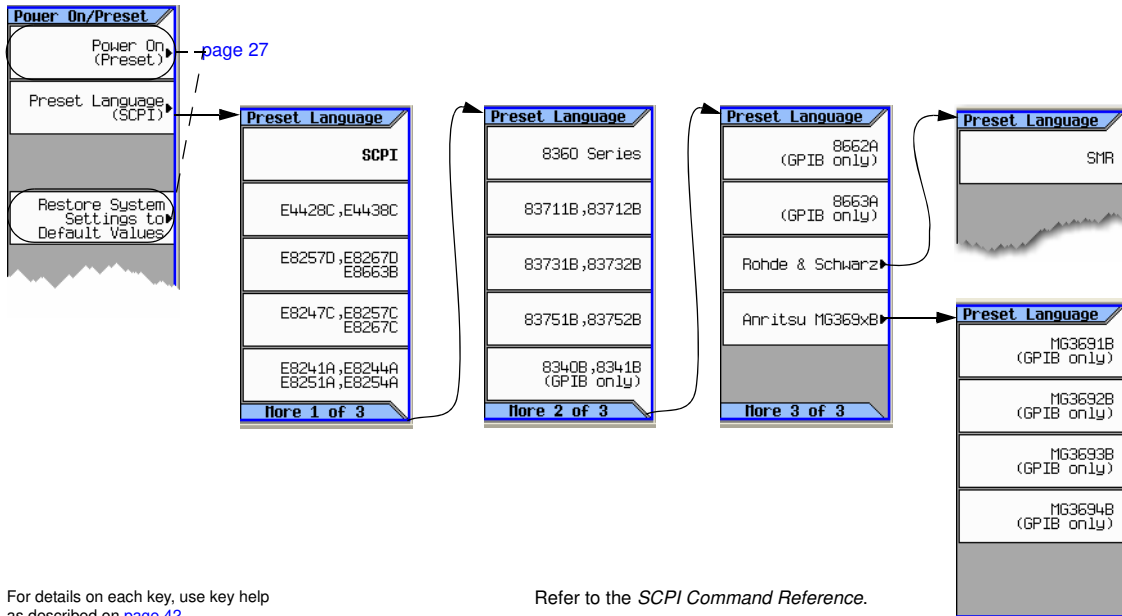 Power On/Preset
Power On
(Preset)
page 27
Preset Language
(SCPI)
Restore System
Settings to
Default Values
Preset Language
SCPI
E4428C,E4438C
E8257D,E8267D
E8663B
E8247C,E8257C
E8267C
E8241A,E8244A
E8251A,E8254A
More 1 of 3
Preset Language
8360 Series
83711B,83712B
83731B,83732B
83751B,83752B
8340B,8341B
(GPIB only)
More 2 of 3
Preset Language
8662A
(GPIB only)
8663A
(GPIB only)
Rohde & Schwarz
Anritsu MG369xB
More 3 of 3
Preset Language
SMR
Preset Language
MG3691B
(GPIB only)
MG3692B
(GPIB only)
MG3693B
(GPIB only)
MG3694B
(GPIB only)
For details on each key, use key help
as described on page 42
Refer to the SCPI Command Reference.